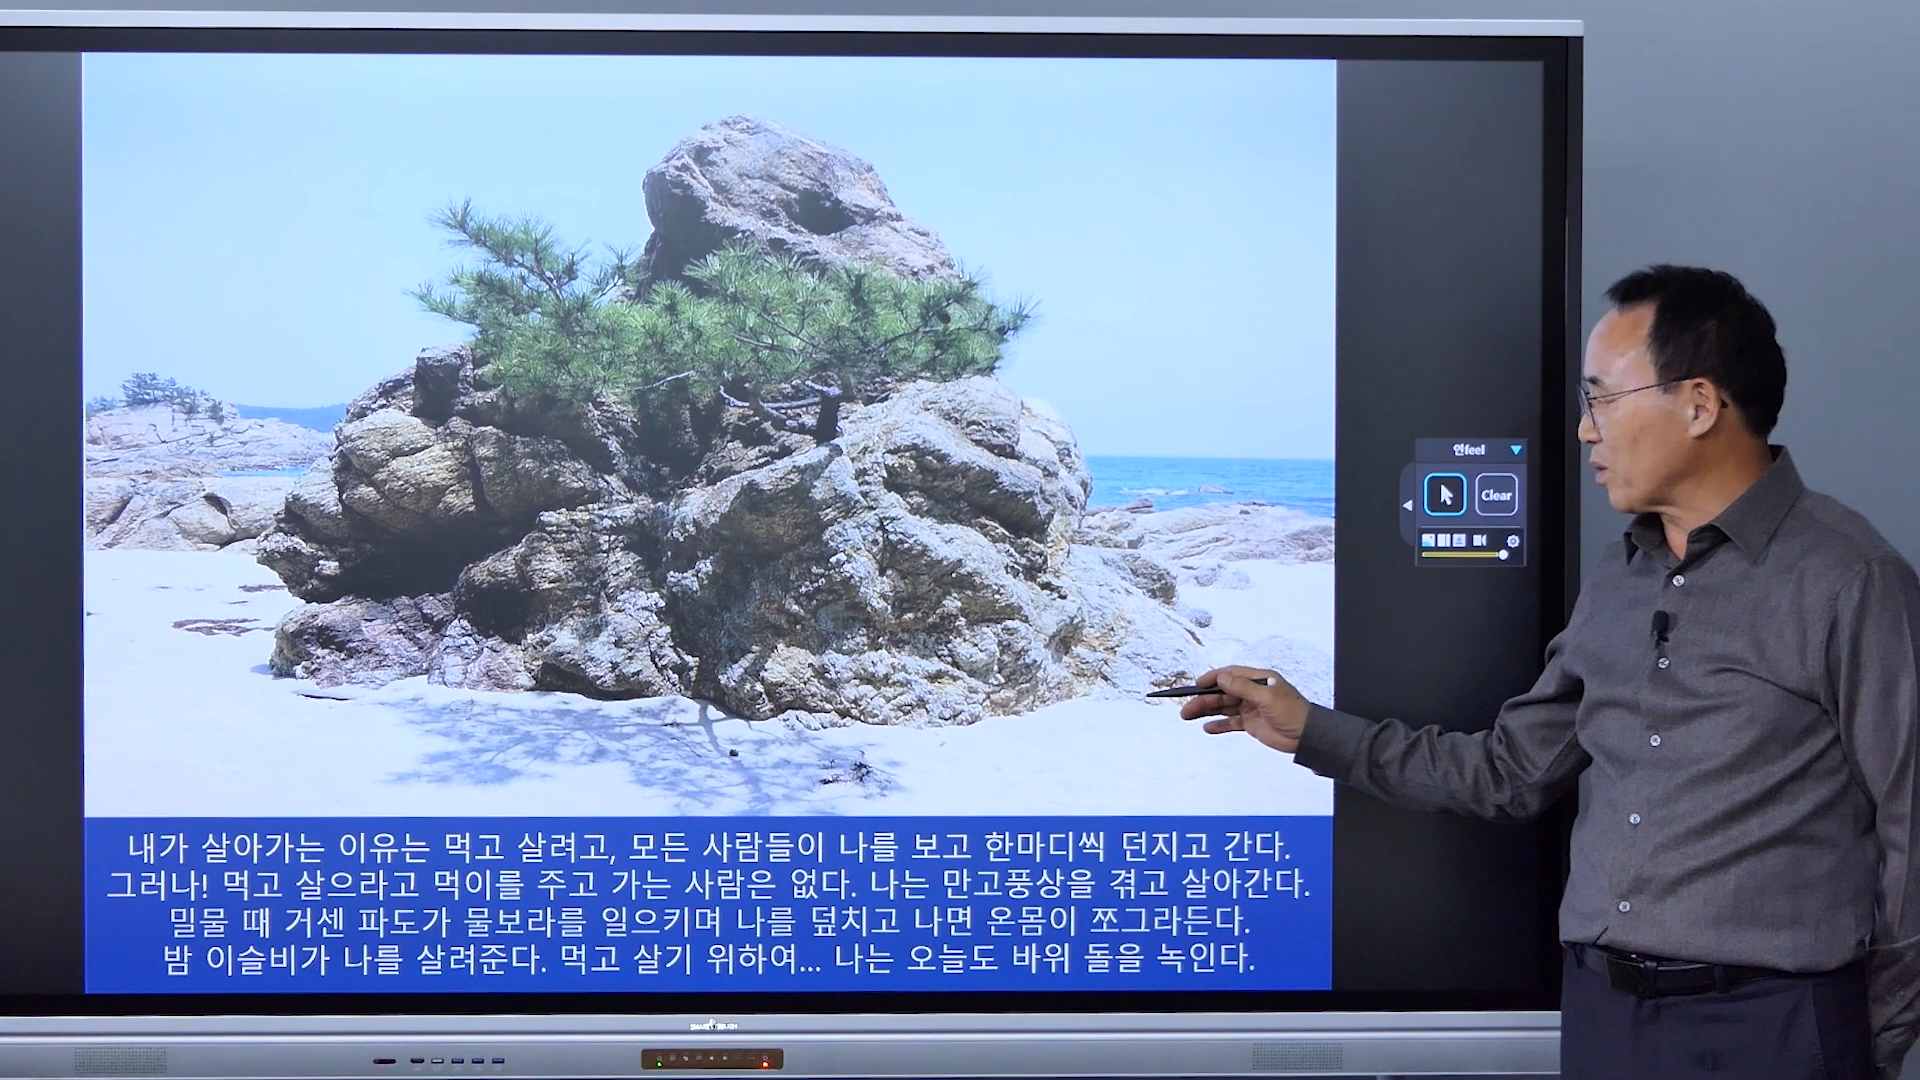 인feel
Clear
내가 살아가는 이유는 먹고 살려고, 모든 사람들이 나를 보고 한마디씩 던지고 간다.
그러나! 먹고 살으라고 먹이를 주고 가는 사람은 없다. 나는 만고풍상을 겪고 살아간다.
밀물 때 거센 파도가 물보라를 일으키며 나를 덮치고 나면 온몸이 쪼그라든다.
밤 이슬비가 나를 살려준다. 먹고 살기 위하여... 나는 오늘도 바위 돌을 녹인다.